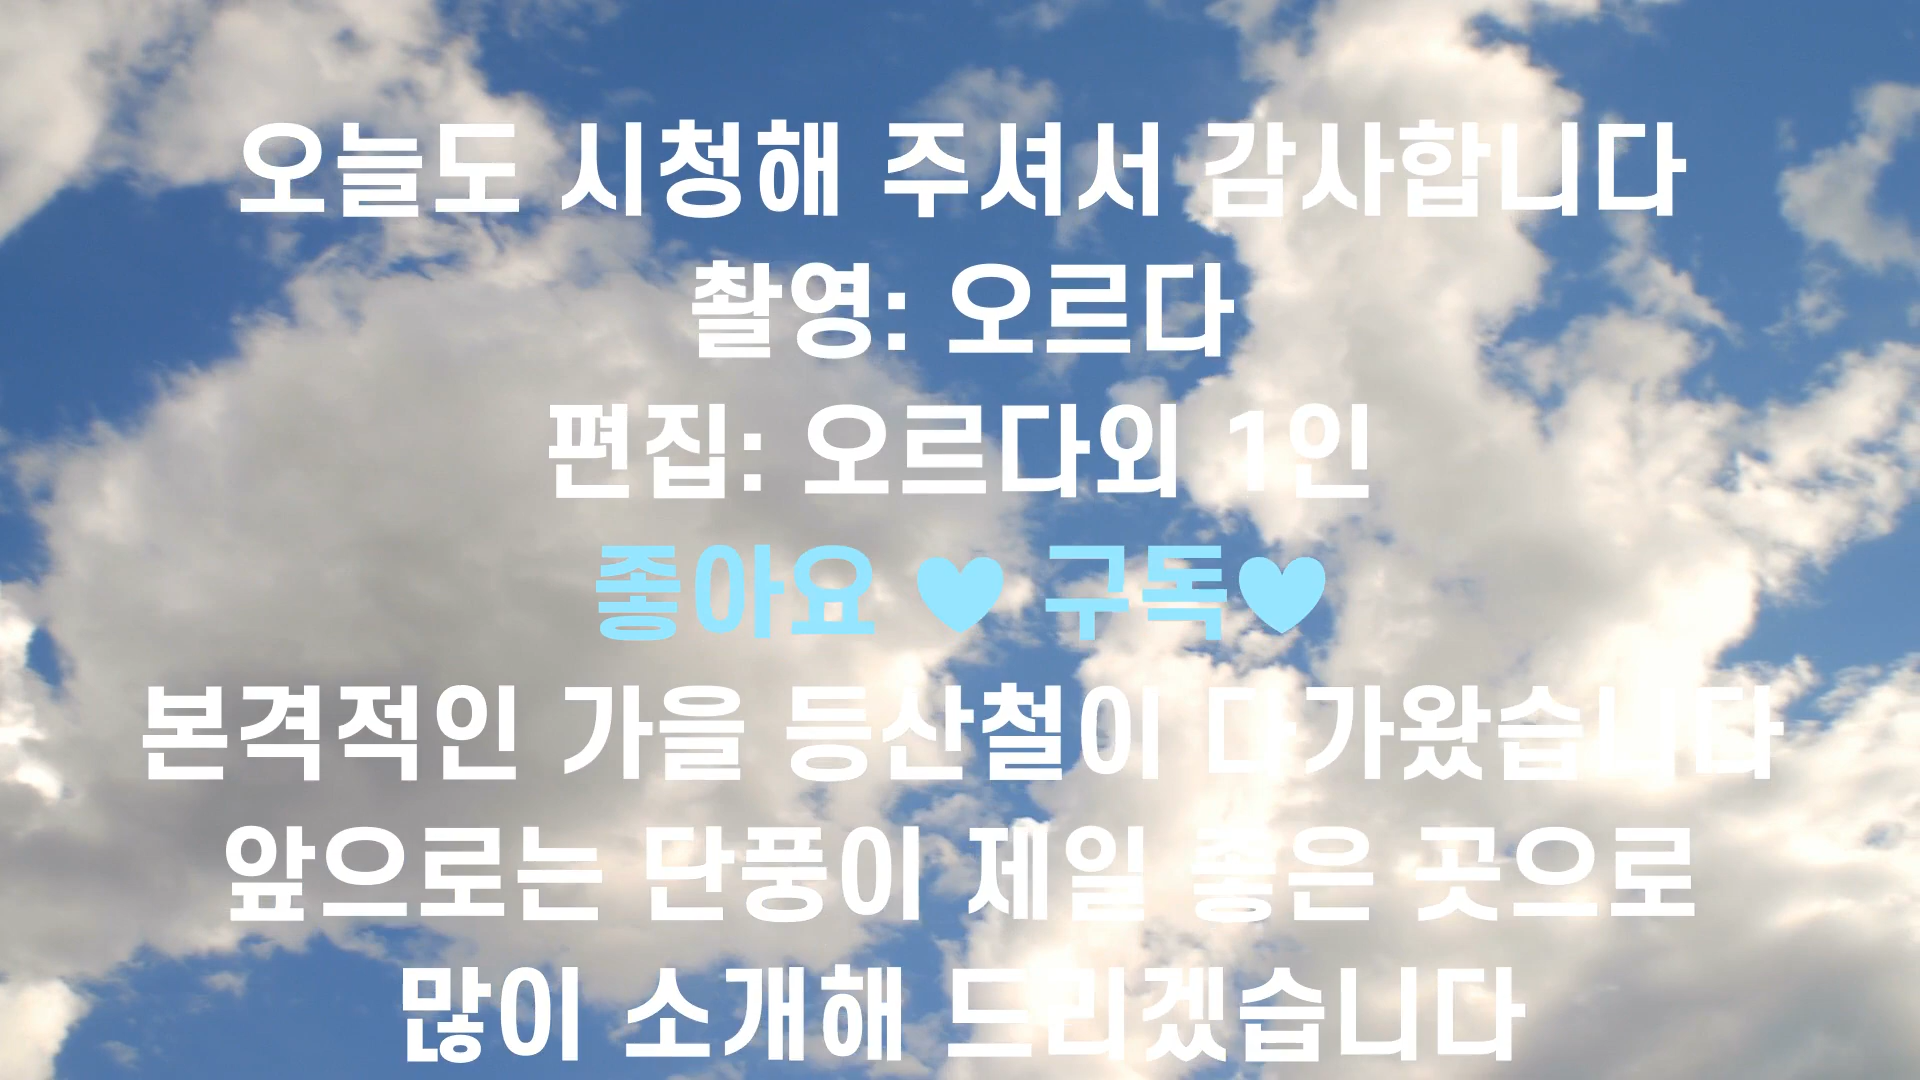 오늘도 시청해 주셔서 감사합니다
촬영: 오르다
편집: 오르다외 1인
좋아요 ♥ 구독♥
본격적인 가을 등산철이 다가왔습니다
앞으로는 단풍이 제일 좋은 곳으로
많이 소개해 드리겠습니다